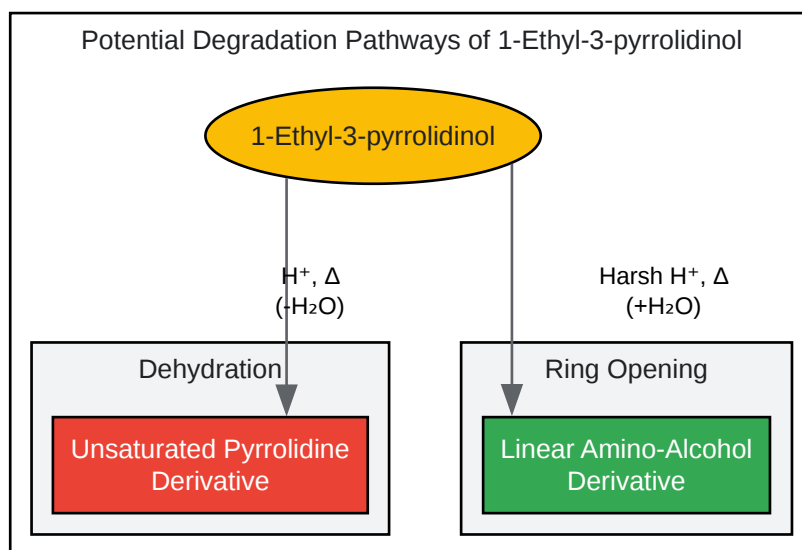 Potential Degradation Pathways of 1-Ethyl-3-pyrrolidinol
1-Ethyl-3-pyrrolidinol
H⁺, Δ
(-H₂O)
Harsh H⁺, Δ
(+H₂O)
Dehydration
Unsaturated Pyrrolidine
Derivative
Ring Opening
Linear Amino-Alcohol
Derivative